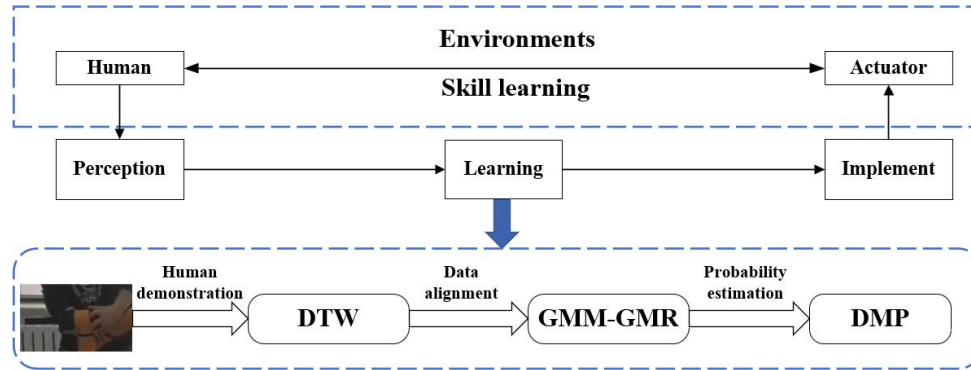 Environments
Human
Actuator
Skill learning
Perception
Learning
Implement
Human
demonstration
Data
alignment
Probability
estimation
DTW
GMM-GMR
DMP